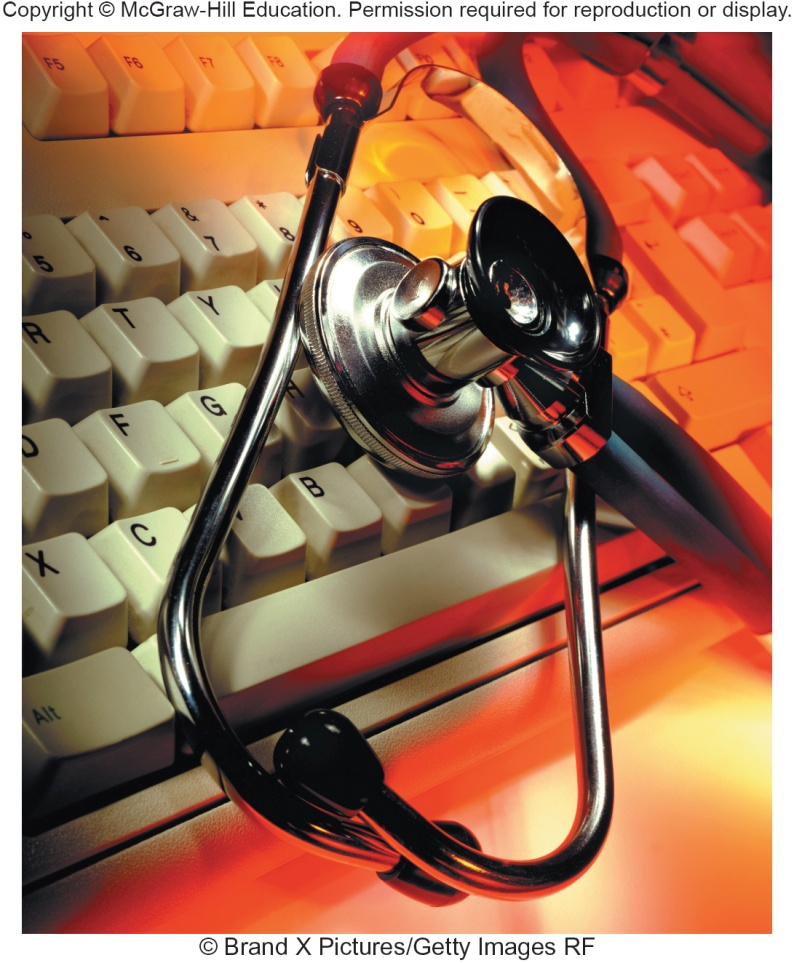 Copyright © McGraw-Hill Education. Permission required for reproduction or display.
F5 F6 F7 F8
% ^ & * 
5 6 7 8 9 0
R T Y
D F G H
X C B
Alt
© Brand X Pictures/Getty Images RF